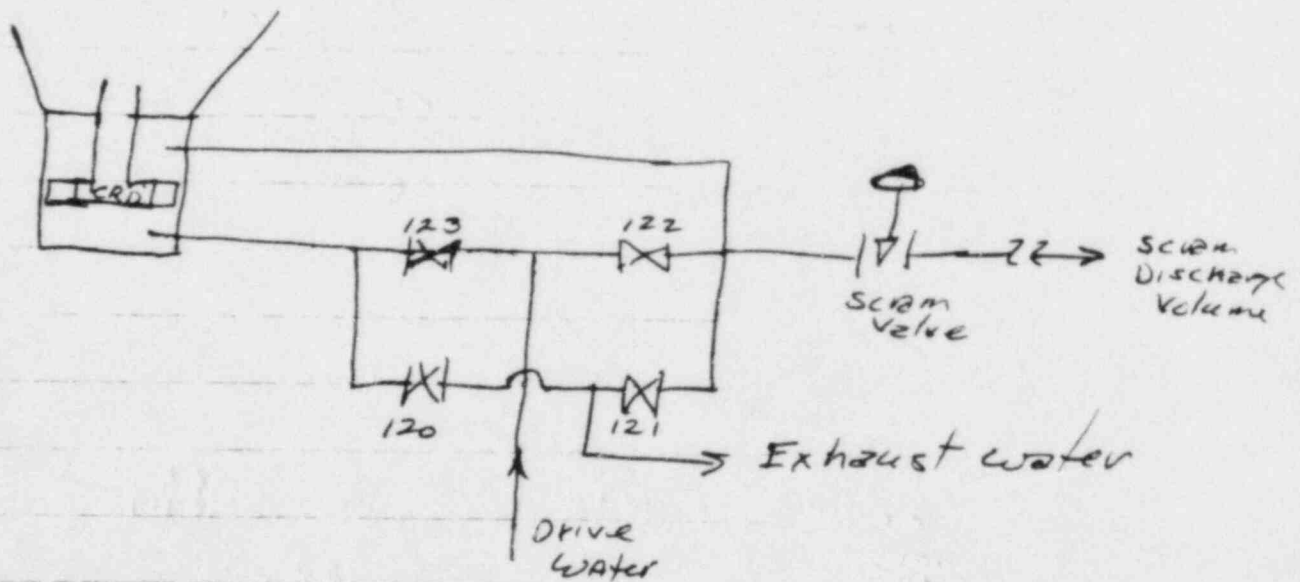 CRD
123
122
Scram
Valve
Scram
Discharge
Volume
120
121
Exhaust water
Drive
water